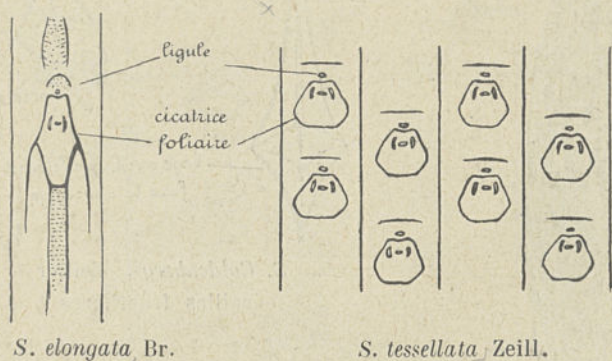 ligule
cicatrice
foliaire
S. elongata Br.
S. tessellata Zeill.